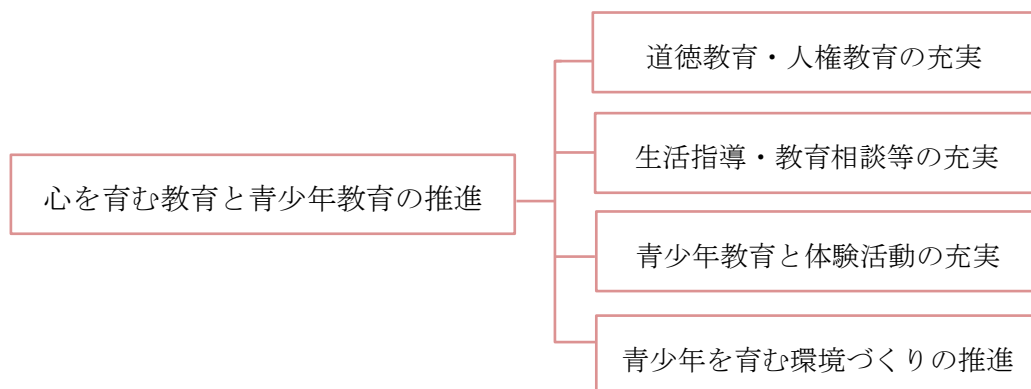 道徳教育・人権教育の充実
生活指導・教育相談等の充実
心を育む教育と青少年教育の推進
青少年教育と体験活動の充実
青少年を育む環境づくりの推進